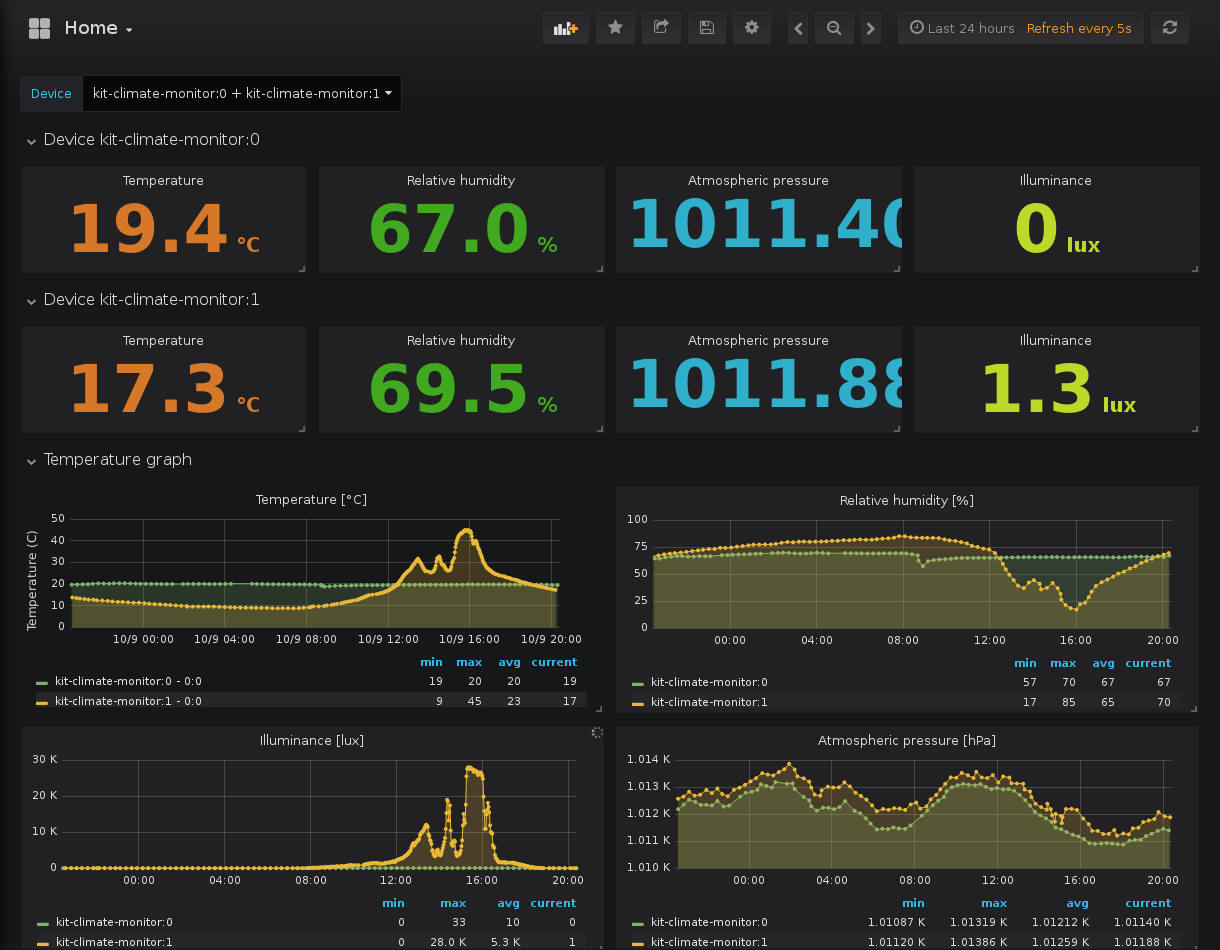 Home
Last 24 hours Refresh every 5s
Device kit-climate-monitor:0 + kit-climate-monitor:1
Device kit-climate-monitor:0
Temperature Relative humidity Atmospheric pressure Illuminance
19.4 °C 67.0 % 1011.40 0 lux
Device kit-climate-monitor:1
Temperature Relative humidity Atmospheric pressure Illuminance
17.3 °C 69.5 % 1011.88 1.3 lux
Temperature graph
Temperature [°C]
Temperature (C)
50
40
30
20
10
0
10/9 00:00 10/9 04:00 10/9 08:00 10/9 12:00 10/9 16:00 10/9 20:00
min max avg current
kit-climate-monitor:0 - 0:0 19 20 20 19
kit-climate-monitor:1 - 0:0 9 45 23 17
Relative humidity [%]
100
75
50
25
0
00:00 04:00 08:00 12:00 16:00 20:00
min max avg current
kit-climate-monitor:0 57 70 67 67
kit-climate-monitor:1 17 85 65 70
Illuminance [lux]
30 K
20 K
10 K
0
00:00 04:00 08:00 12:00 16:00 20:00
min max avg current
kit-climate-monitor:0 0 33 10 0
kit-climate-monitor:1 0 28.0 K 5.3 K 1
Atmospheric pressure [hPa]
1.014 K
1.013 K
1.012 K
1.011 K
1.010 K
00:00 04:00 08:00 12:00 16:00 20:00
min max avg current
kit-climate-monitor:0 1.01087 K 1.01319 K 1.01212 K 1.01140 K
kit-climate-monitor:1 1.01120 K 1.01386 K 1.01259 K 1.01188 K